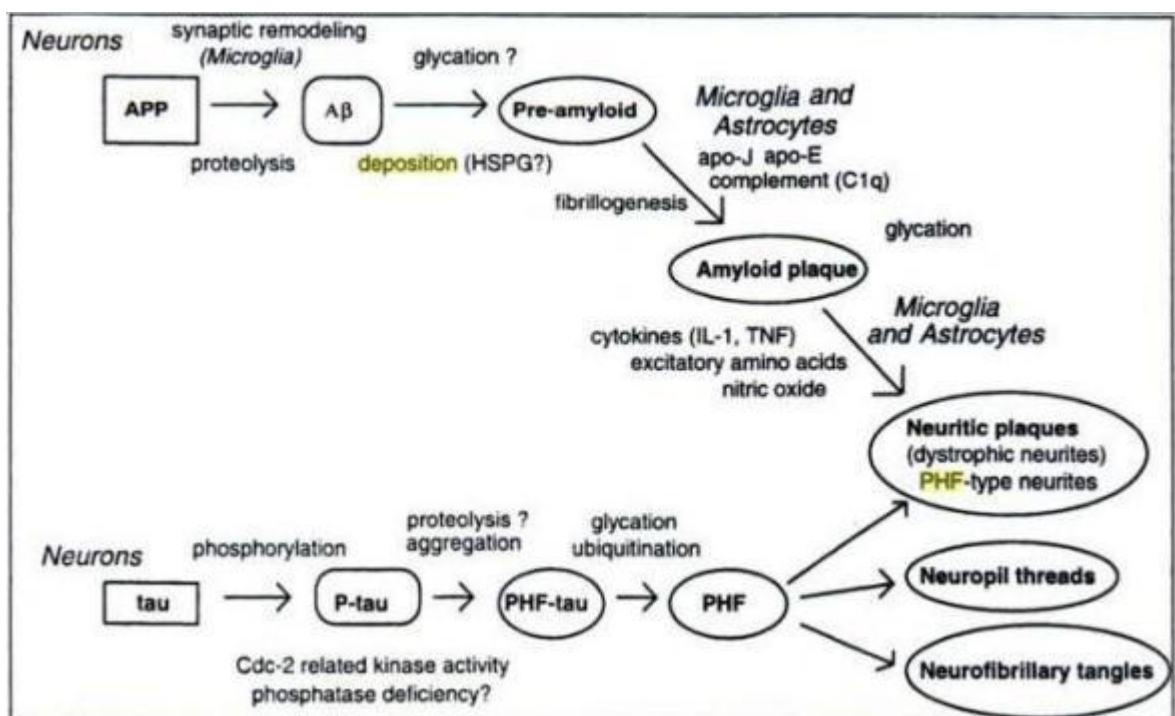 Neurons
synaptic remodeling
(Microglia)
glycation ?
APP
Aβ
Pre-amyloid
proteolysis
deposition (HSPG?)
Microglia and
Astrocytes
apo-J apo-E
complement (C1q)
fibrillogenesis
glycation
Amyloid plaque
Microglia
and Astrocytes
cytokines (IL-1, TNF)
excitatory amino acids
nitric oxide
Neuritic plaques
(dystrophic neurites)
PHF-type neurites
Neurons
phosphorylation
proteolysis ?
aggregation
glycation
ubiquitination
tau
P-tau
PHF-tau
PHF
Neuropil threads
Neurofibrillary tangles
Cdc-2 related kinase activity
phosphatase deficiency?